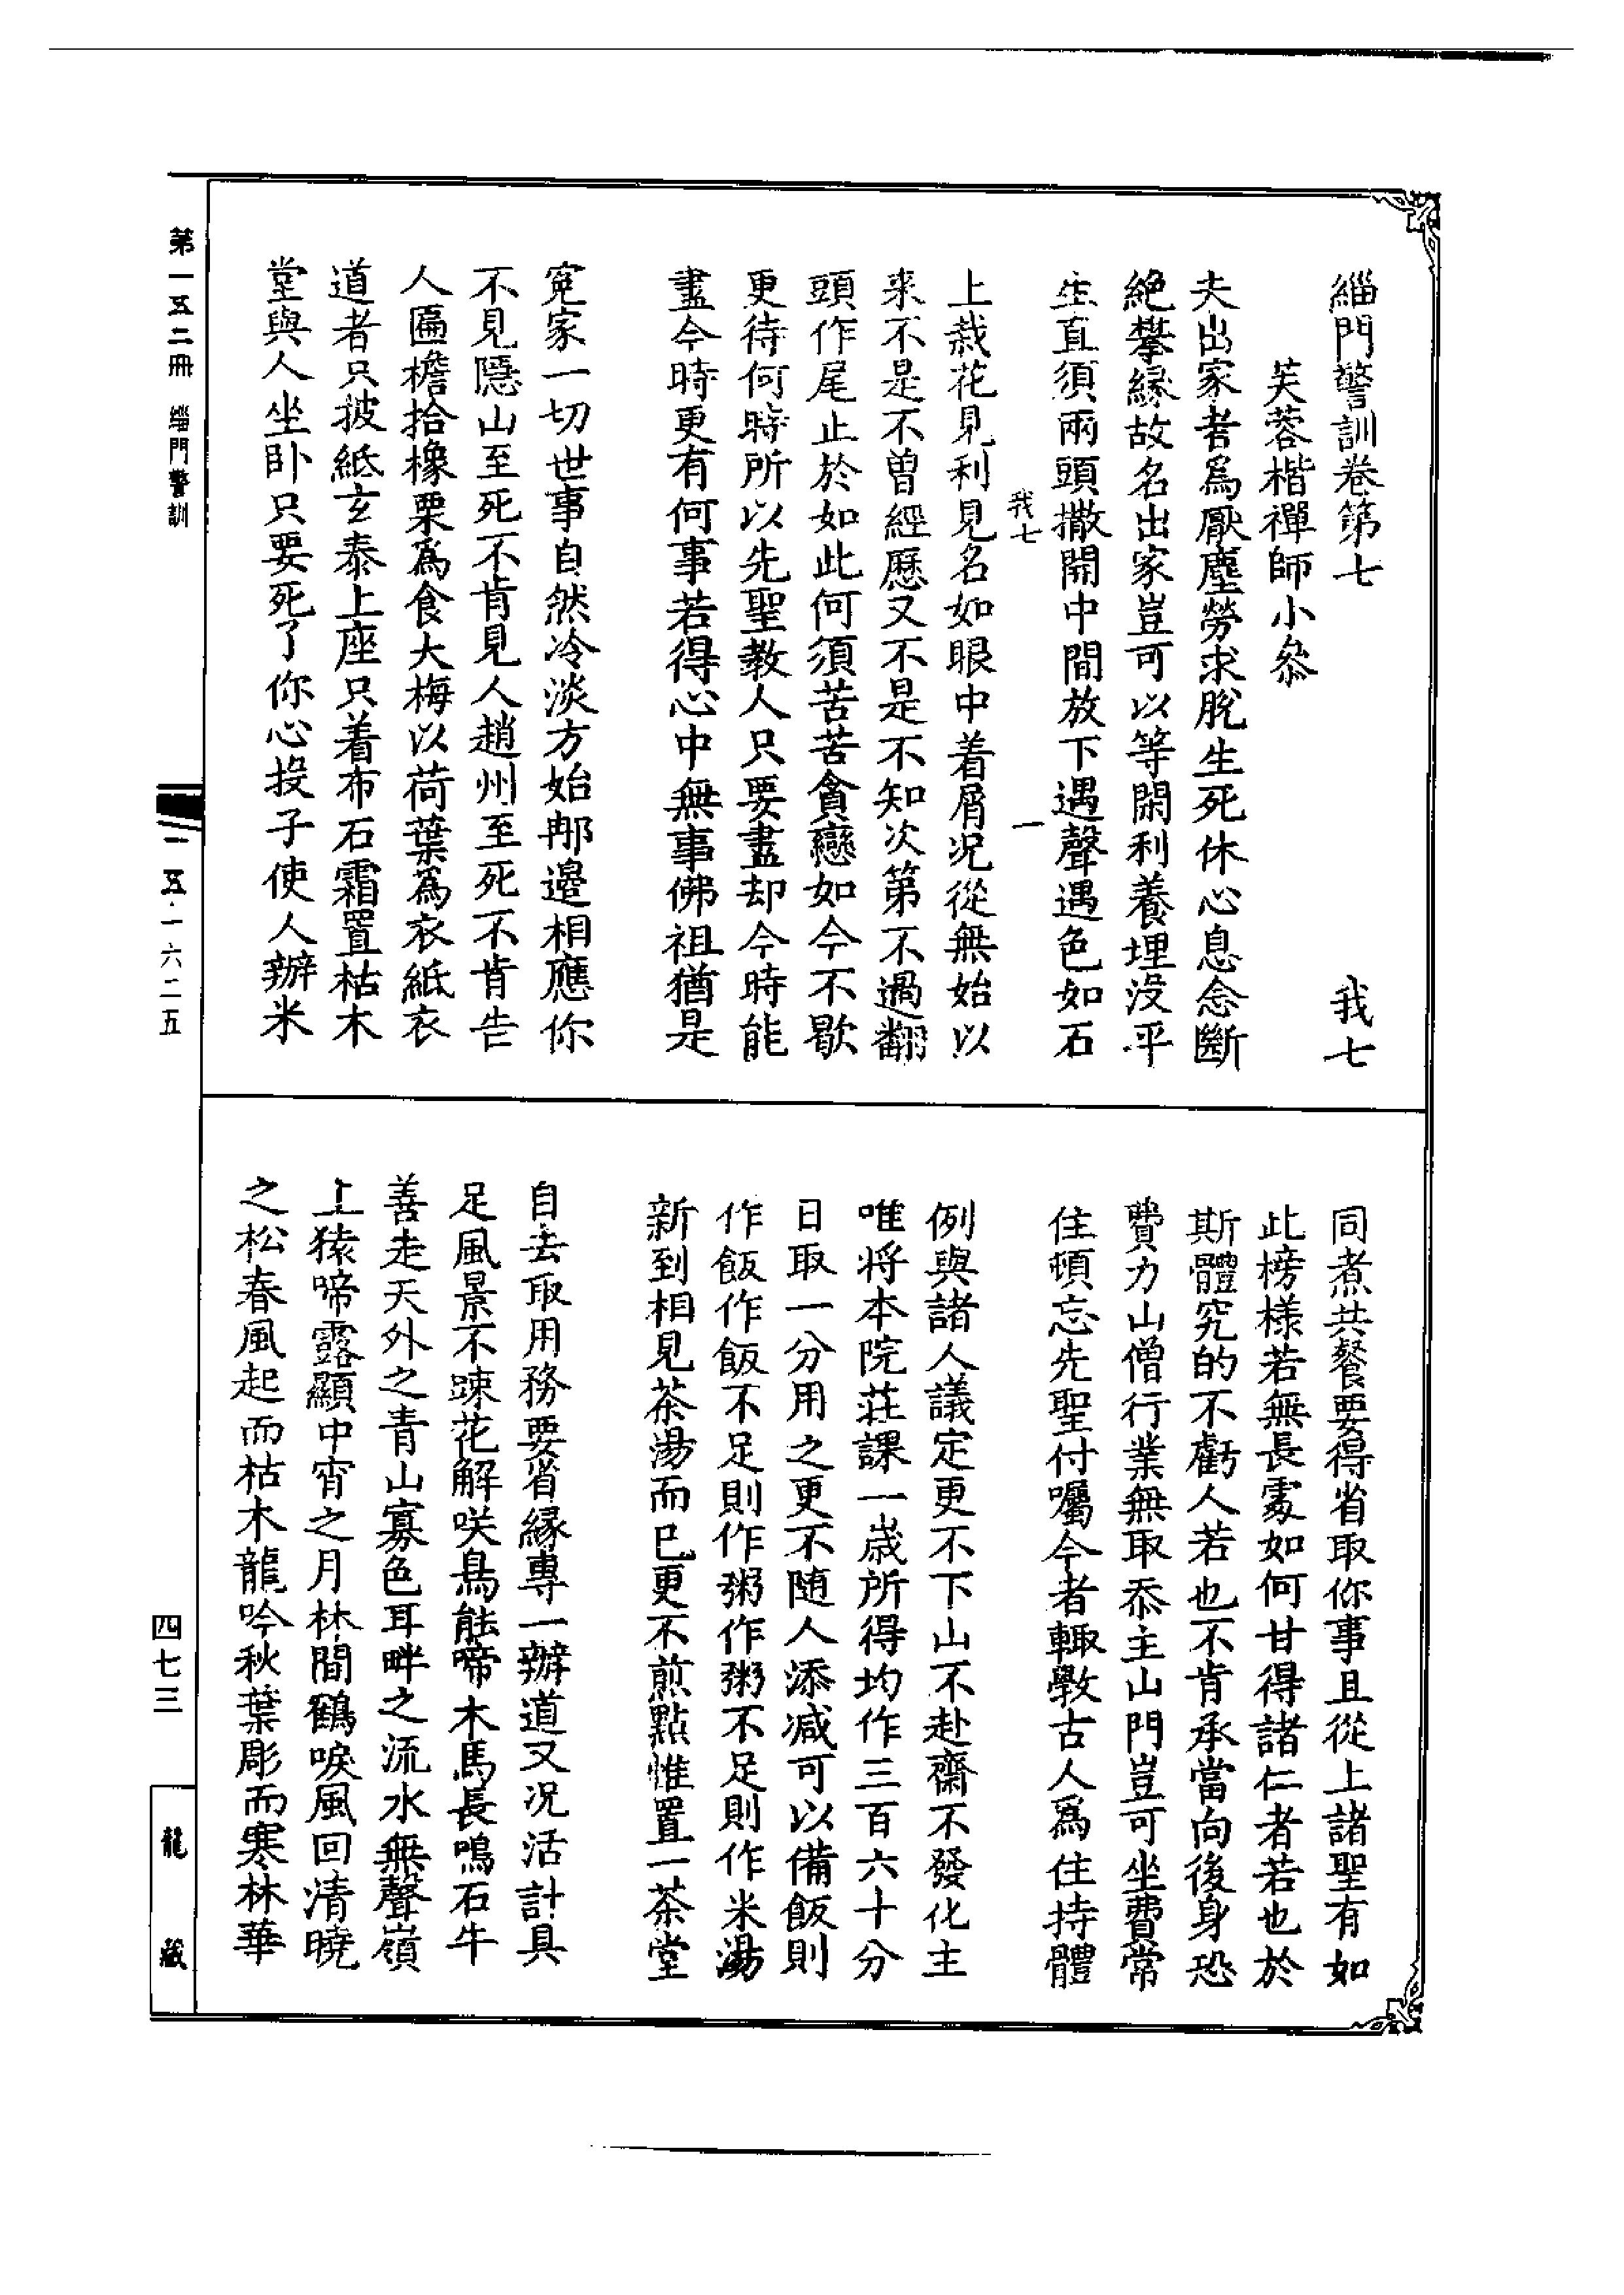 緇門警訓卷第七　我七
芙蓉楷禪師小叅
夫出家者爲厭塵勞求脫生死休心息念斷
絶攀緣故名出家豈可以等閑利養埋沒平
生直須兩頭撒開中間放下遇聲遇色如石
我七　一
上栽花見利見名如眼中着屑况從無始以
來不是不曾經歷又不是不知次第不過翻
頭作尾止於如此何須苦苦貪戀如今不歇
更待何時所以先聖教人只要盡却今時能
盡今時更有何事若得心中無事佛祖猶是
寃家一切世事自然冷淡方始那邉相應你
不見隱山至死不肯見人趙州至死不肯告
人匾檐拾橡栗爲食大梅以荷葉爲衣紙衣
道者只披紙玄泰上座只着布石霜置枯木
堂與人坐卧只要死了你心投子使人辦米
同煮共餐要得省取你事且從上諸聖有如
此榜樣若無長處如何甘得諸仁者若也於
斯體究的不虧人若也不肯承當向後身恐
費力山僧行業無取忝主山門豈可坐費常
住頓忘先聖付囑今者輙斆古人爲住持體
例與諸人議定更不下山不赴齋不發化主
唯将本院莊課一歲所得均作三百六十分
日取一分用之更不随人添减可以備飯則
作飯作飯不足則作粥作粥不足則作米湯
新到相見茶湯而已更不煎點惟置一茶堂
自去取用務要省緣專一辦道又况活計具
足風景不踈花解咲鳥能啼木馬長鳴石牛
善走天外之青山寡色耳畔之流水無聲嶺
上猿啼露顯中宵之月林間鶴唳風回清曉
之松春風起而枯木龍吟秋葉彫而寒林華
第一五二冊　緇門警訓
一五·一六二五
四七三
龍藏